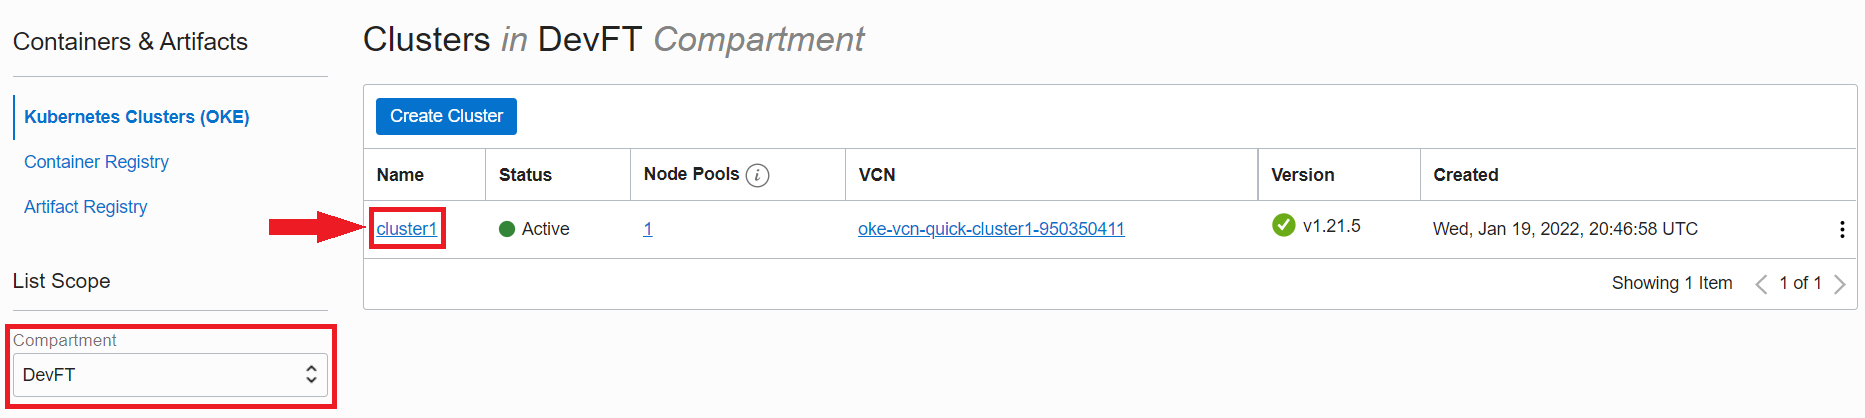 Containers & Artifacts
Kubernetes Clusters (OKE)
Container Registry
Artifact Registry
List Scope
Compartment
DevFT
Clusters in DevFT Compartment
Create Cluster
Name Status Node Pools i VCN Version Created
cluster1 Active 1 oke-vcn-quick-cluster1-950350411 v1.21.5 Wed, Jan 19, 2022, 20:46:58 UTC
Showing 1 Item 1 of 1